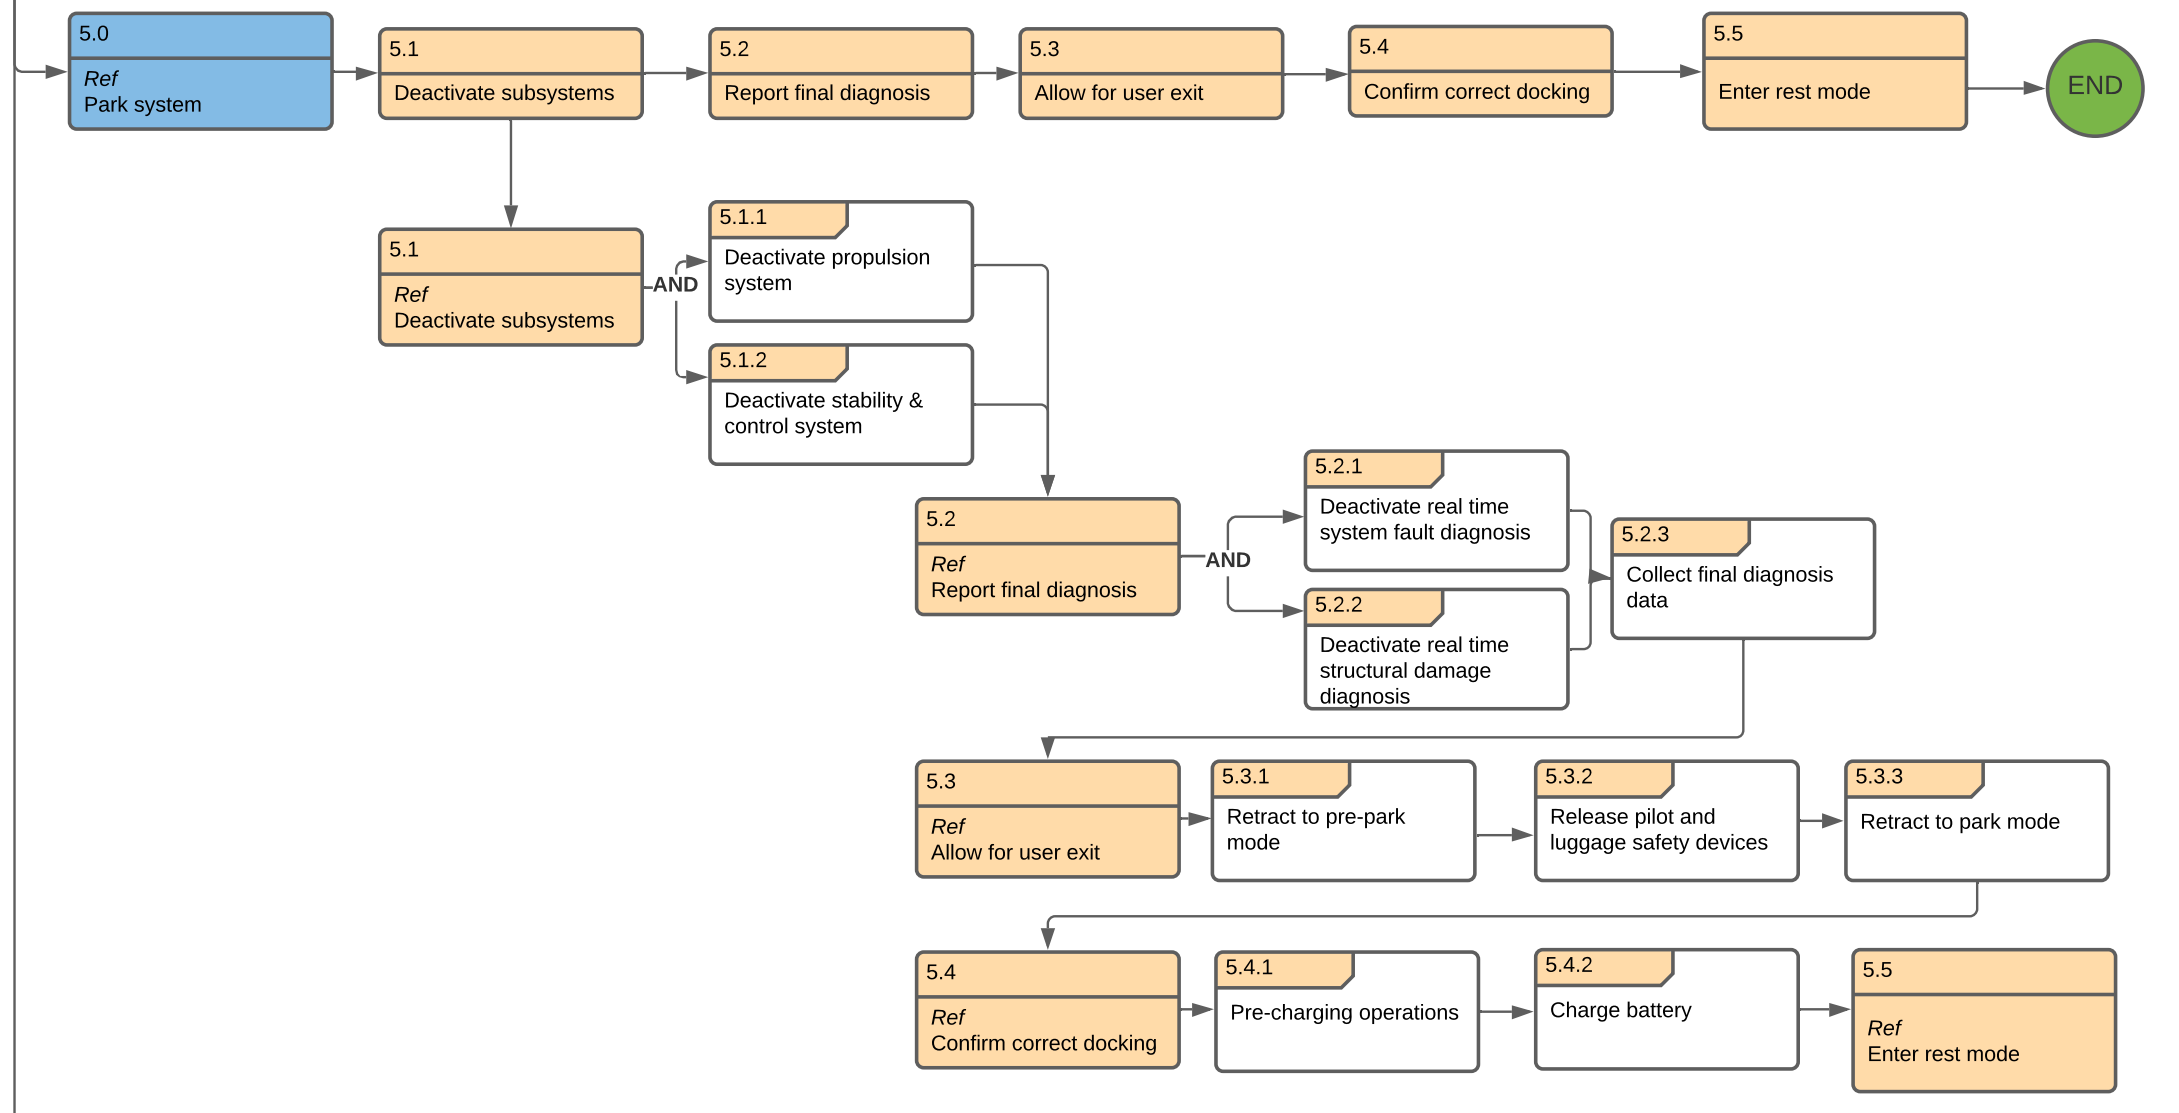 5.0
Ref
Park system
5.1
Deactivate subsystems
5.2
Report final diagnosis
5.3
Allow for user exit
5.4
Confirm correct docking
5.5
Enter rest mode
END
5.1
Ref
Deactivate subsystems
AND
5.1.1
Deactivate propulsion
system
5.1.2
Deactivate stability &
control system
5.2
Ref
Report final diagnosis
AND
5.2.1
Deactivate real time
system fault diagnosis
5.2.2
Deactivate real time
structural damage
diagnosis
5.2.3
Collect final diagnosis
data
5.3
Ref
Allow for user exit
5.3.1
Retract to pre-park
mode
5.3.2
Release pilot and
luggage safety devices
5.3.3
Retract to park mode
5.4
Ref
Confirm correct docking
5.4.1
Pre-charging operations
5.4.2
Charge battery
5.5
Ref
Enter rest mode